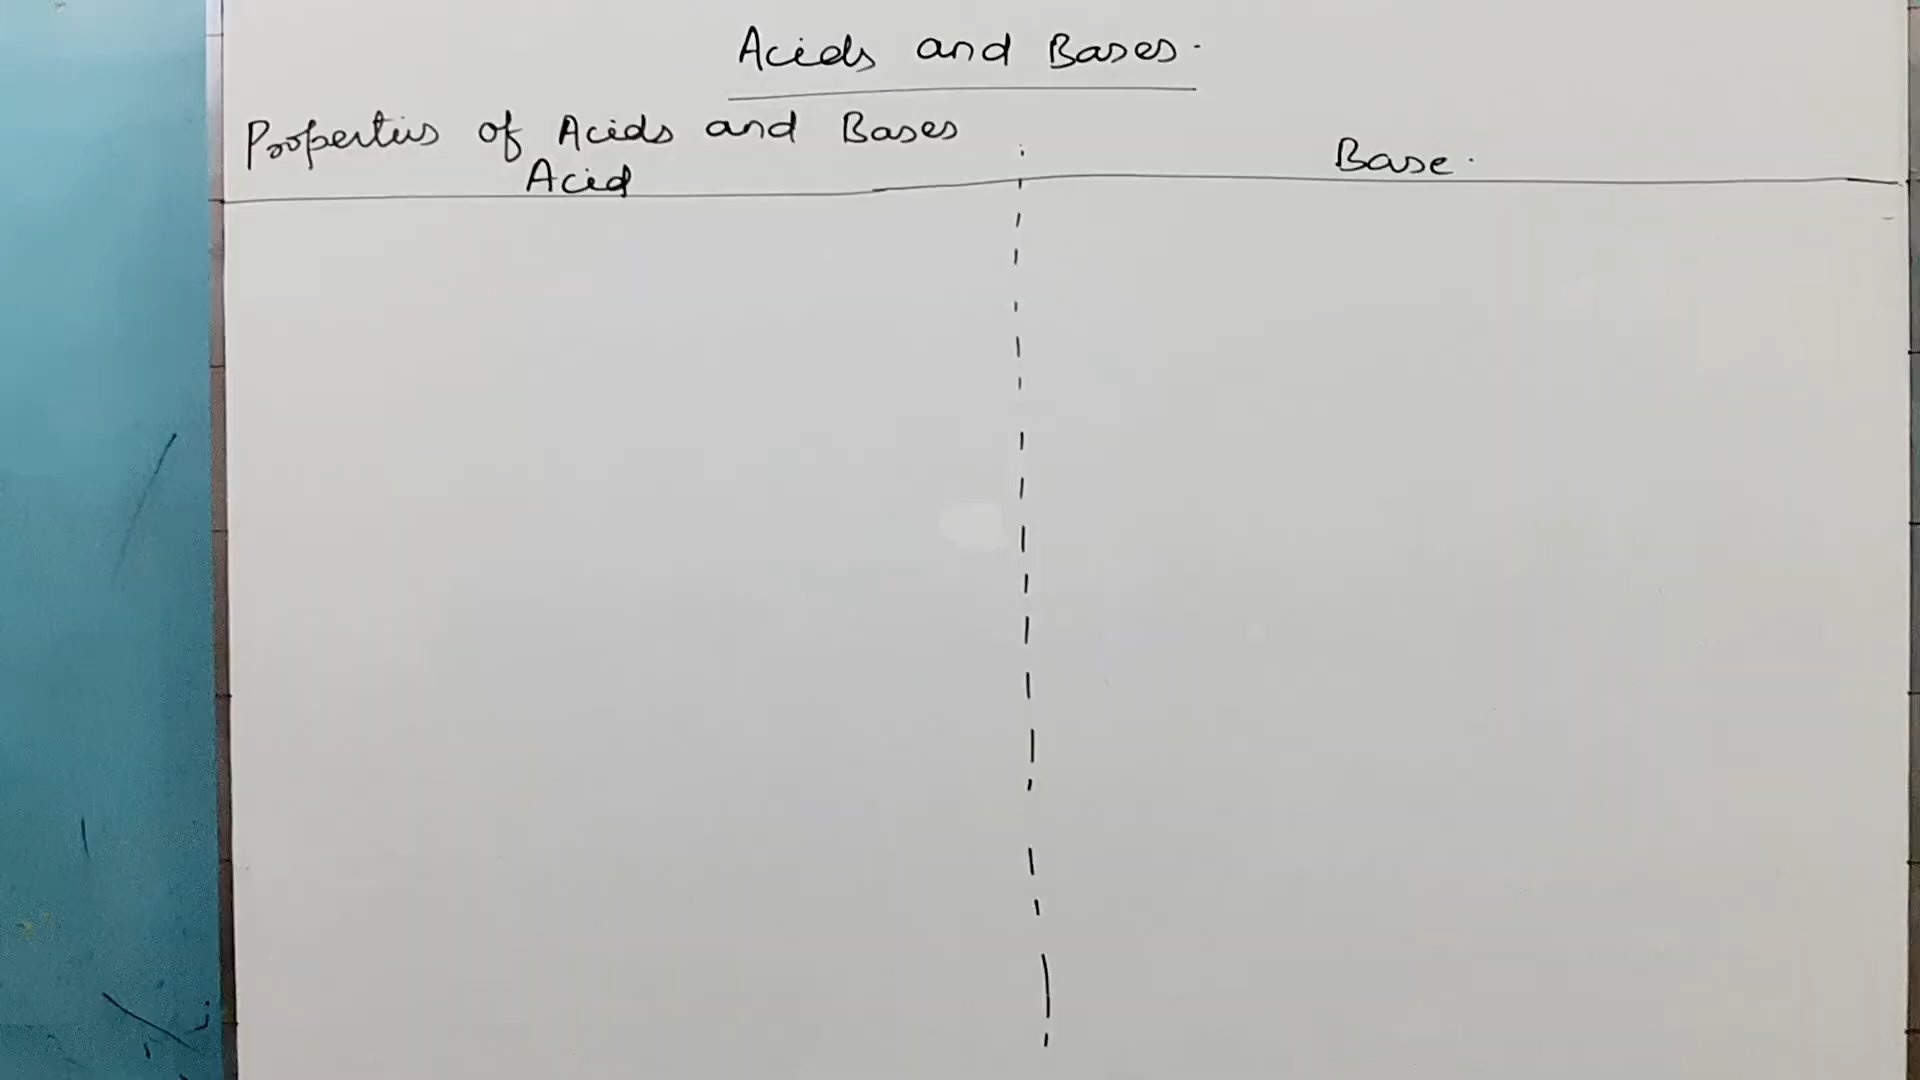 Acids and Bases.
Properties of Acids and Bases
Acid
Base.